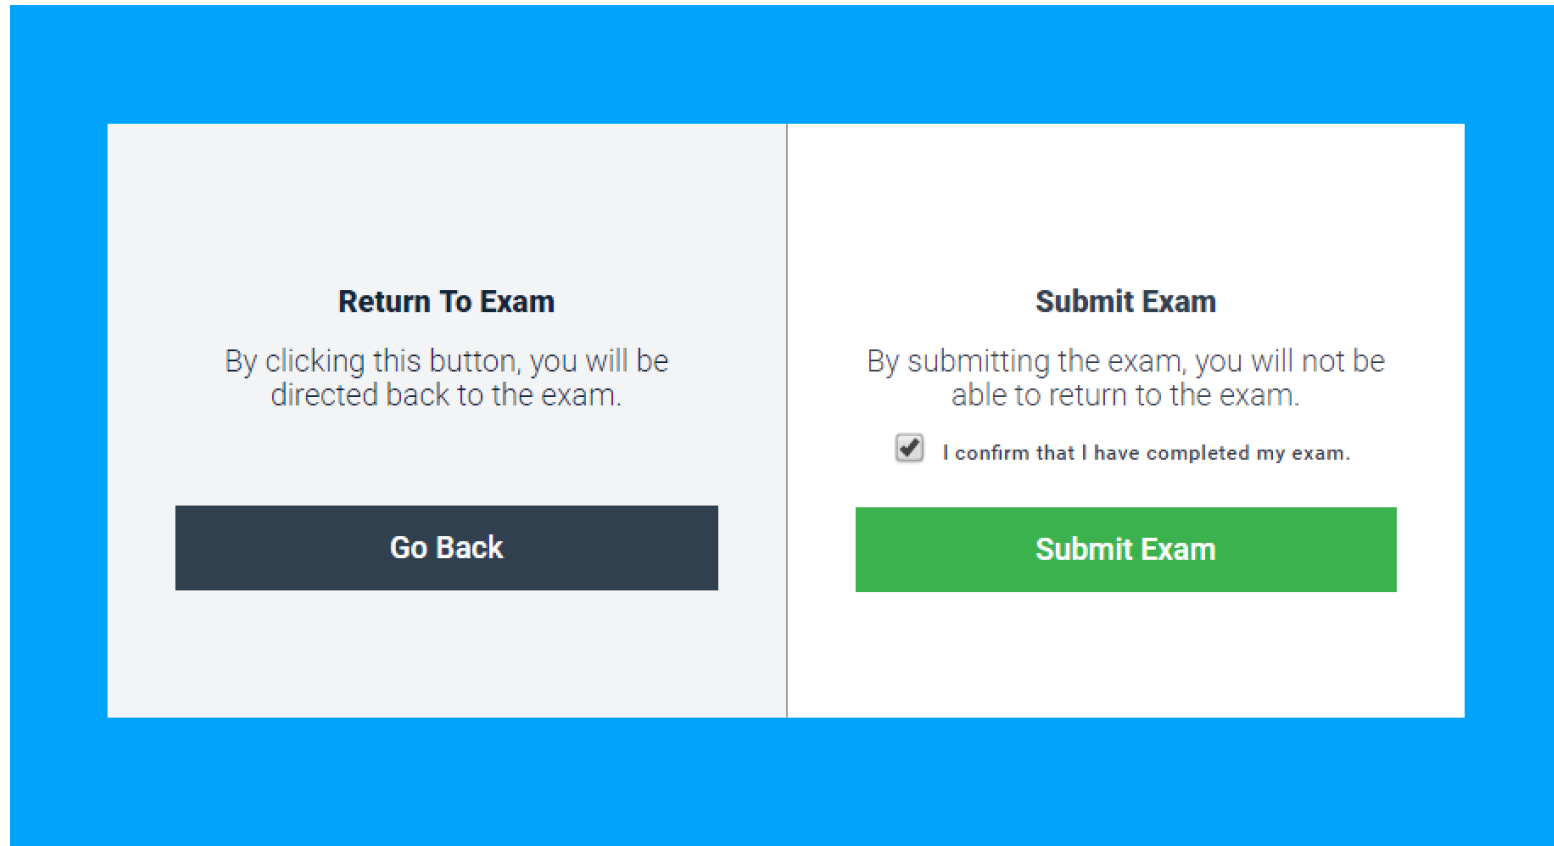 Return To Exam
By clicking this button, you will be
directed back to the exam.
Go Back
Submit Exam
By submitting the exam, you will not be
able to return to the exam.
I confirm that I have completed my exam.
Submit Exam